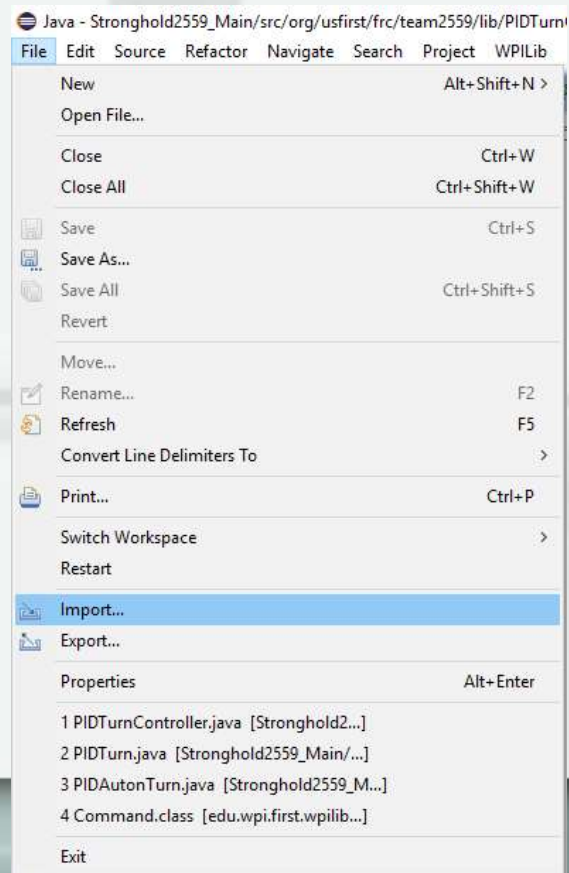 Java - Stronghold2559_Main/src/org/usfirst/frc/team2559/lib/PIDTurn
File Edit Source Refactor Navigate Search Project WPILib
New Alt+Shift+N >
Open File...
Close Ctrl+W
Close All Ctrl+Shift+W
Save Ctrl+S
Save As...
Save All Ctrl+Shift+S
Revert
Move...
Rename... F2
Refresh F5
Convert Line Delimiters To >
Print... Ctrl+P
Switch Workspace >
Restart
Import...
Export...
Properties Alt+Enter
1 PIDTurnController.java [Stronghold2...]
2 PIDTurn.java [Stronghold2559_Main/...]
3 PIDAutonTurn.java [Stronghold2559_M...]
4 Command.class [edu.wpi.first.wpilib...]
Exit